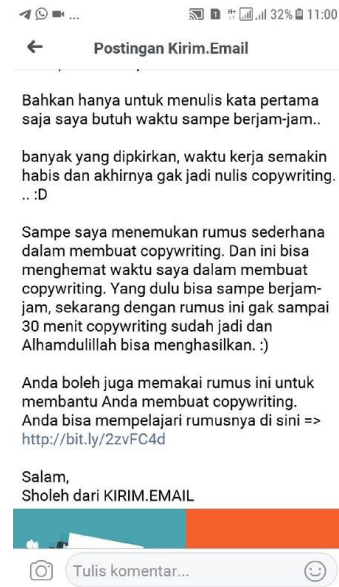 32% 11:00
Postingan Kirim.Email
Bahkan hanya untuk menulis kata pertama
saja saya butuh waktu sampe berjam-jam..
banyak yang dipkirkan, waktu kerja semakin
habis dan akhirnya gak jadi nulis copywriting.
.. :D
Sampe saya menemukan rumus sederhana
dalam membuat copywriting. Dan ini bisa
menghemat waktu saya dalam membuat
copywriting. Yang dulu bisa sampe berjam-
jam, sekarang dengan rumus ini gak sampai
30 menit copywriting sudah jadi dan
Alhamdulillah bisa menghasilkan. :)
Anda boleh juga memakai rumus ini untuk
membantu Anda membuat copywriting.
Anda bisa mempelajari rumusnya di sini =>
http://bit.ly/2zvFC4d
Salam,
Sholeh dari KIRIM.EMAIL
Tulis komentar...